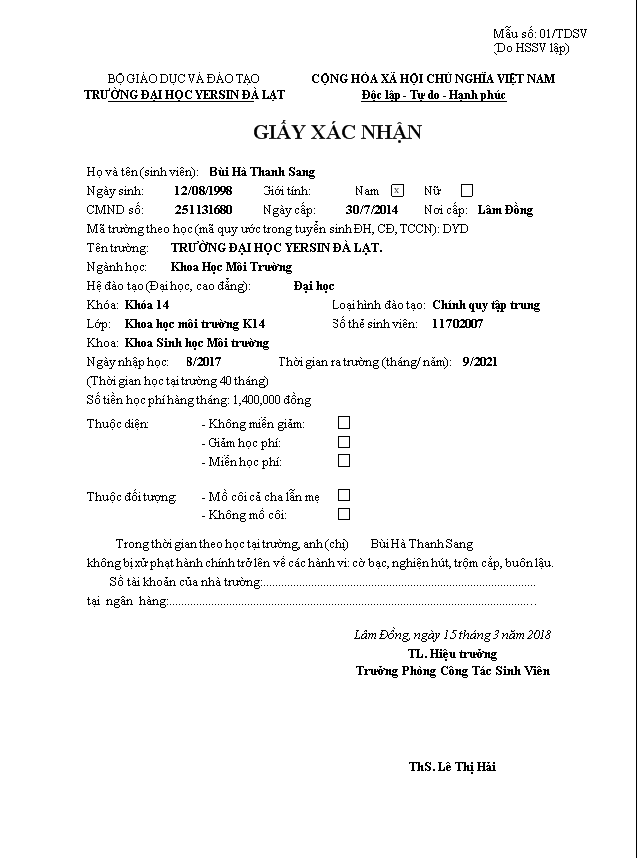 Mẫu số: 01/TDSV
(Do HSSV lập)
BỘ GIÁO DỤC VÀ ĐÀO TẠO
CỘNG HÒA XÃ HỘI CHỦ NGHĨA VIỆT NAM
TRƯỜNG ĐẠI HỌC YERSIN ĐÀ LẠT
Độc lập - Tự do - Hạnh phúc
GIẤY XÁC NHẬN
Họ và tên (sinh viên): Bùi Hà Thanh Sang
Ngày sinh: 12/08/1998 Giới tính: Nam x Nữ
CMND số: 251131680 Ngày cấp: 30/7/2014 Nơi cấp: Lâm Đồng
Mã trường theo học (mã quy ước trong tuyển sinh ĐH, CĐ, TCCN): DYD
Tên trường: TRƯỜNG ĐẠI HỌC YERSIN ĐÀ LẠT.
Ngành học: Khoa Học Môi Trường
Hệ đào tạo (Đại học, cao đẳng): Đại học
Khóa: Khóa 14 Loại hình đào tạo: Chính quy tập trung
Lớp: Khoa học môi trường K14 Số thẻ sinh viên: 11702007
Khoa: Khoa Sinh học Môi trường
Ngày nhập học: 8/2017 Thời gian ra trường (tháng/ năm): 9/2021
(Thời gian học tại trường 40 tháng)
Số tiền học phí hàng tháng: 1,400,000 đồng
Thuộc diện: - Không miễn giảm:
- Giảm học phí:
- Miễn học phí:
Thuộc đối tượng: - Mồ côi cả cha lẫn mẹ
- Không mồ côi:
Trong thời gian theo học tại trường, anh (chị) Bùi Hà Thanh Sang
không bị xử phạt hành chính trở lên về các hành vi: cờ bạc, nghiện hút, trộm cắp, buôn lậu.
Số tài khoản của nhà trường:....................................................................................
tại ngân hàng:.............................................................................................................
Lâm Đồng, ngày 15 tháng 3 năm 2018
TL. Hiệu trưởng
Trưởng Phòng Công Tác Sinh Viên
ThS. Lê Thị Hải